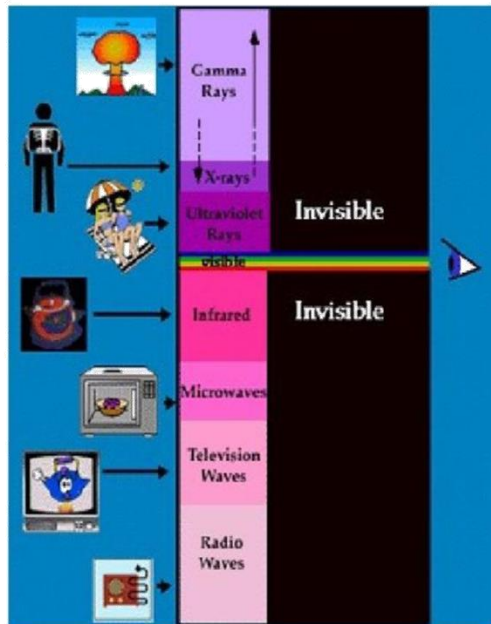 Gamma
Rays
X-rays
Ultraviolet
Rays
Invisible
visible
Infrared
Invisible
Microwaves
Television
Waves
Radio
Waves